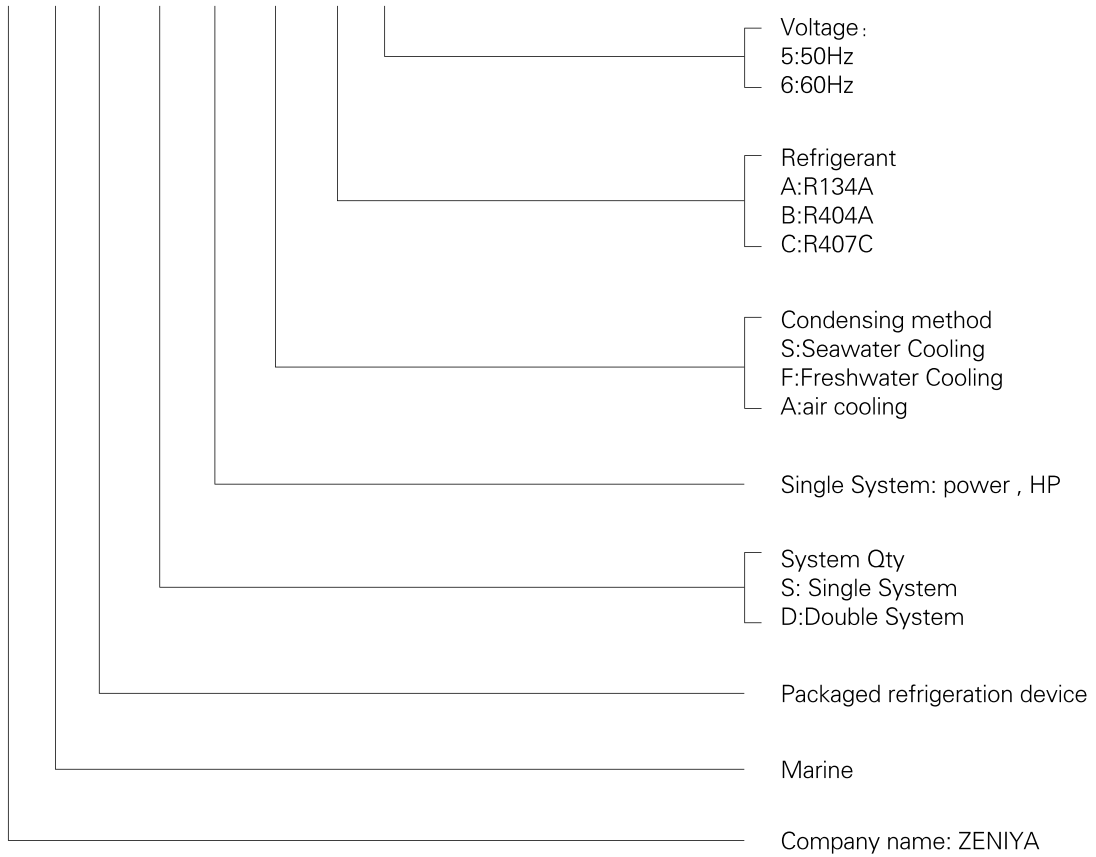 Voltage:
5:50Hz
6:60Hz
Refrigerant
A:R134A
B:R404A
C:R407C
Condensing method
S:Seawater Cooling
F:Freshwater Cooling
A:air cooling
Single System: power , HP
System Qty
S: Single System
D:Double System
Packaged refrigeration device
Marine
Company name: ZENIYA